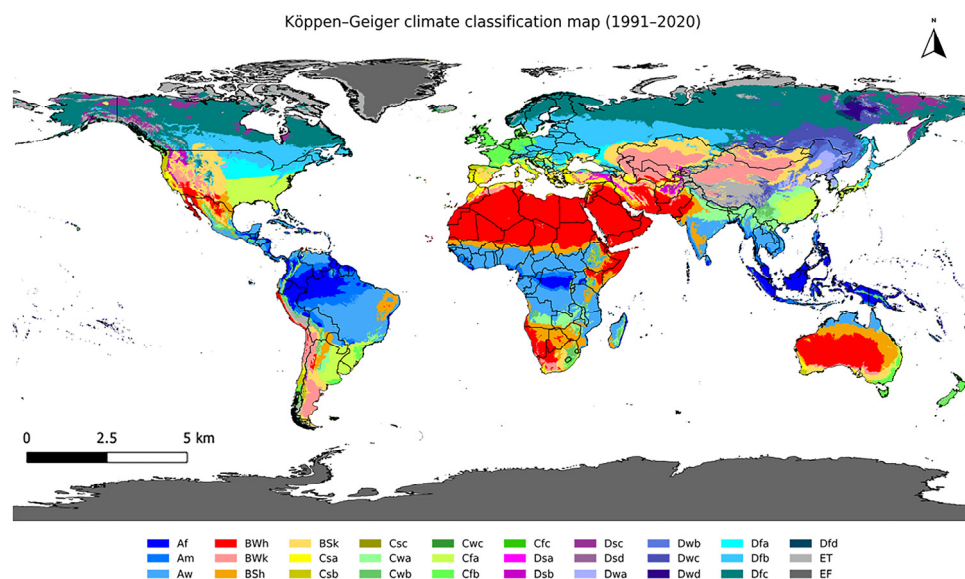 Köppen–Geiger climate classification map (1991–2020)
N
0 2.5 5 km
Af BWh BSk Csc Cwc Cfc Dsc Dwb Dfa Dfd
Am BWk Csa Cwa Cfa Dsa Dsd Dwc Dfb ET
Aw BSh Csb Cwb Cfb Dsb Dwa Dwd Dfc EF